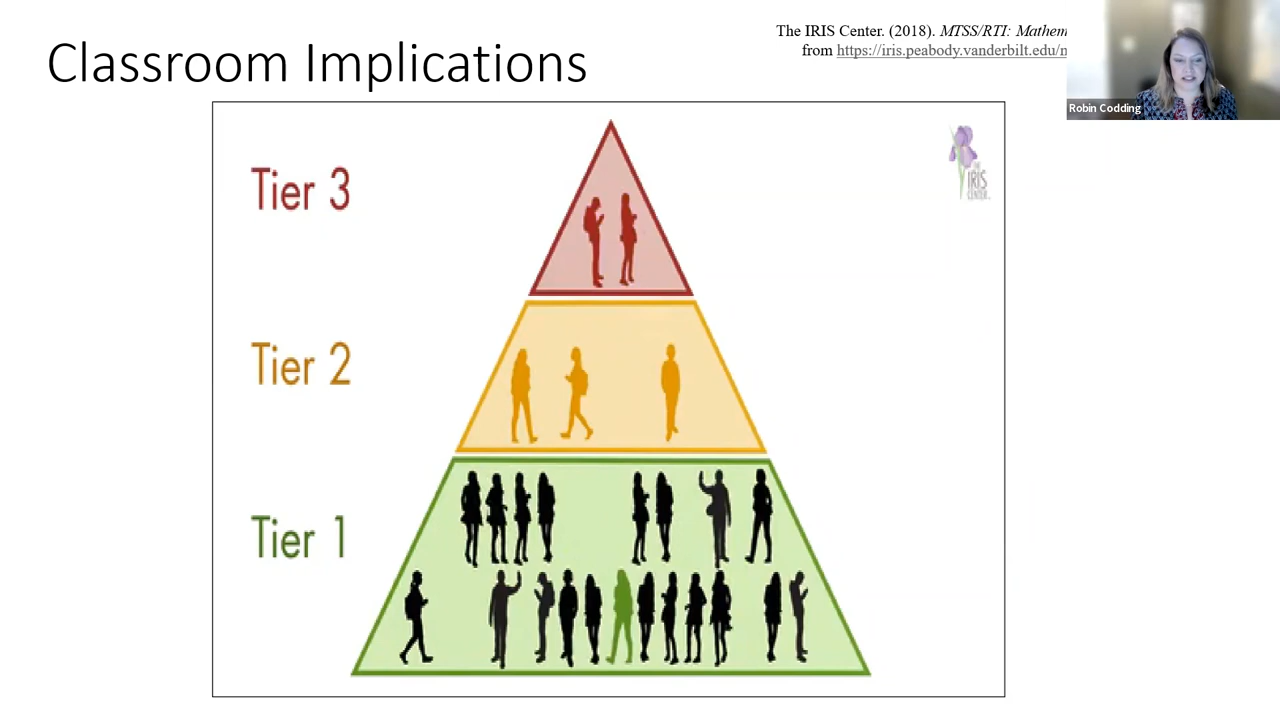 Classroom Implications
The IRIS Center. (2018). MTSS/RTI: Mathem
from https://iris.peabody.vanderbilt.edu/n
Robin Codding
Tier 3
THE
IRIS
CENTER
Tier 2
Tier 1